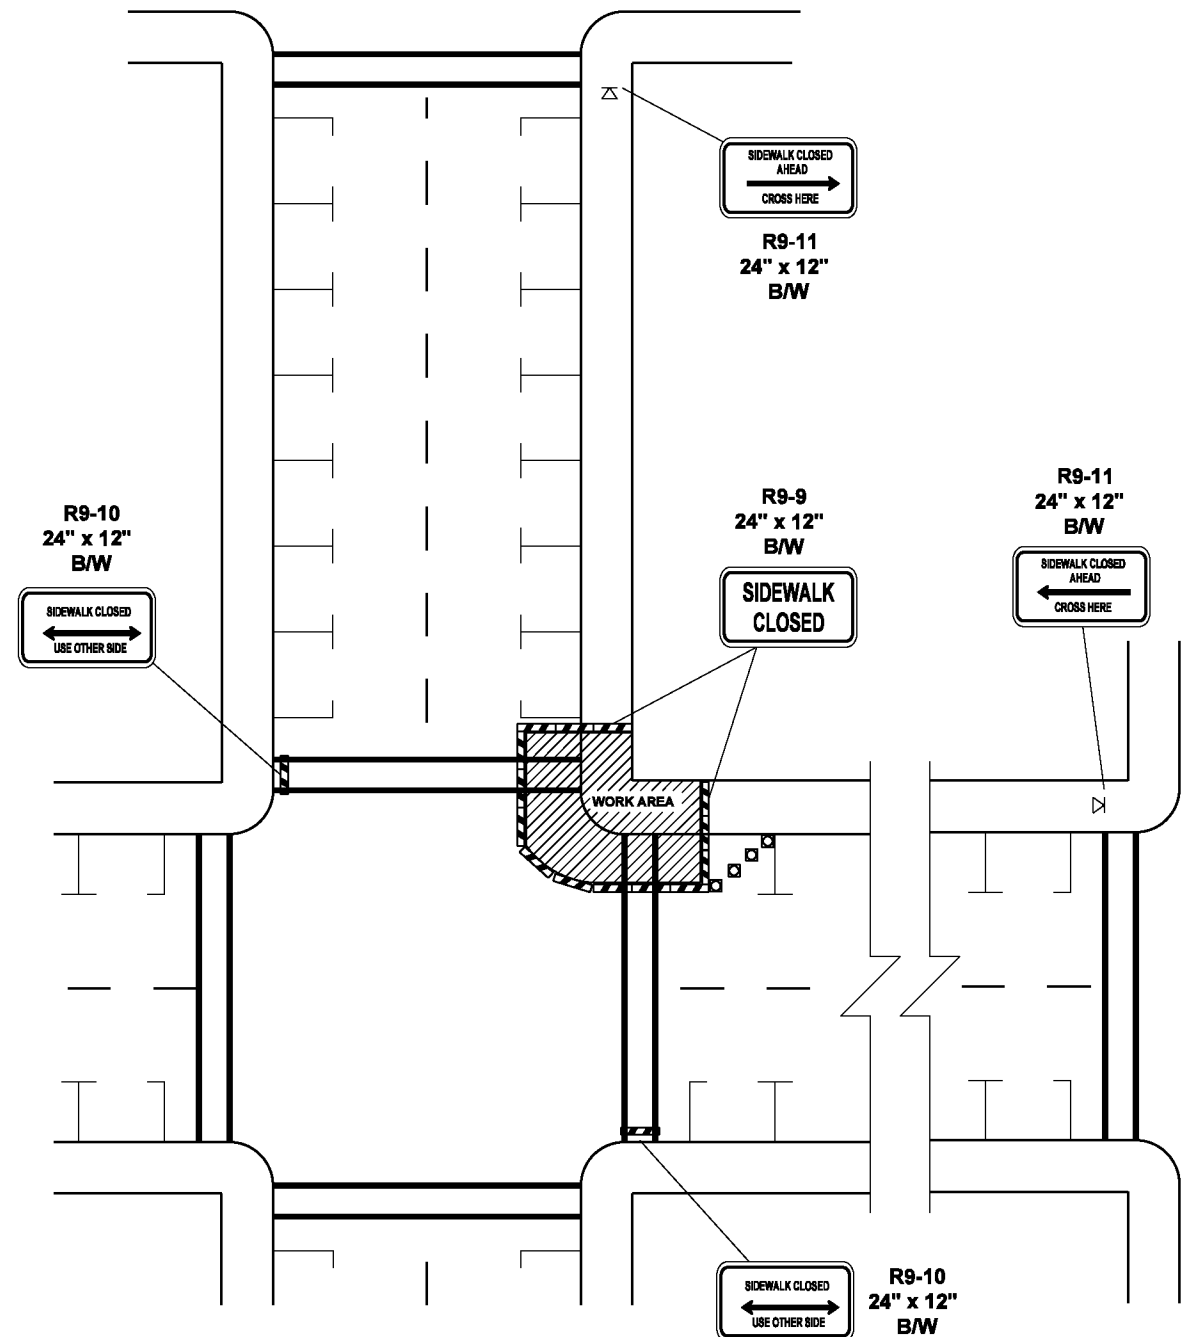 SIDEWALK CLOSED
AHEAD
CROSS HERE
R9-11
24" x 12"
B/W
R9-10
24" x 12"
B/W
SIDEWALK CLOSED
USE OTHER SIDE
R9-9
24" x 12"
B/W
SIDEWALK
CLOSED
R9-11
24" x 12"
B/W
SIDEWALK CLOSED
AHEAD
CROSS HERE
WORK AREA
SIDEWALK CLOSED
USE OTHER SIDE
R9-10
24" x 12"
B/W